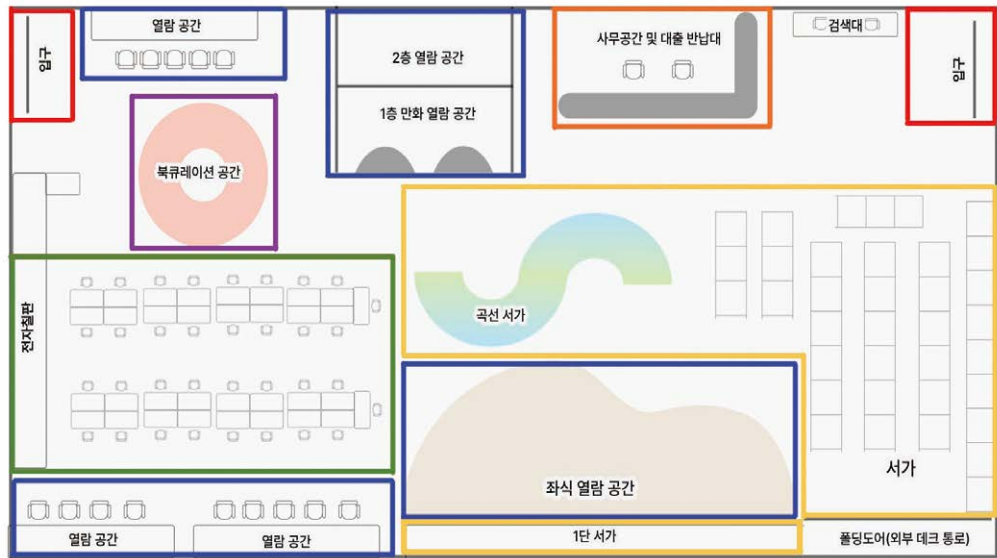 입구
열람 공간
2층 열람 공간
1층 만화 열람 공간
사무공간 및 대출 반납대
검색대
입구
북큐레이션 공간
전자칠판
곡선 서가
서가
좌식 열람 공간
열람 공간
열람 공간
1단 서가
폴딩도어(외부 데크 통로)